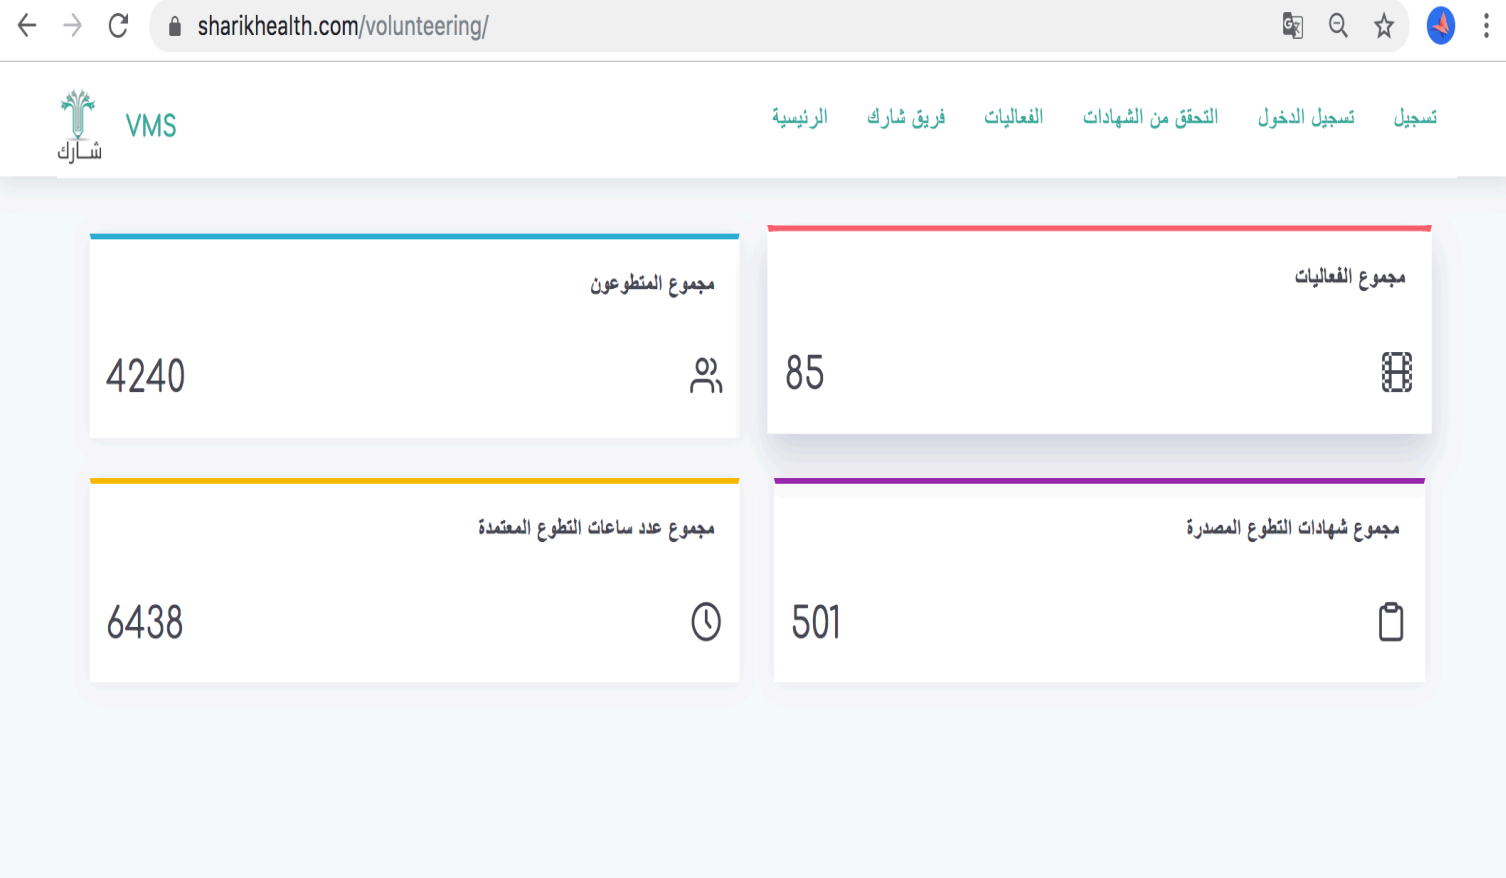 sharikhealth.com/volunteering/
شارك
VMS
تسجيل
تسجيل الدخول
التحقق من الشهادات
الفعاليات
فريق شارك
الرئيسية
مجموع الفعاليات
85
مجموع المتطوعون
4240
مجموع شهادات التطوع المصدرة
501
مجموع عدد ساعات التطوع المعتمدة
6438